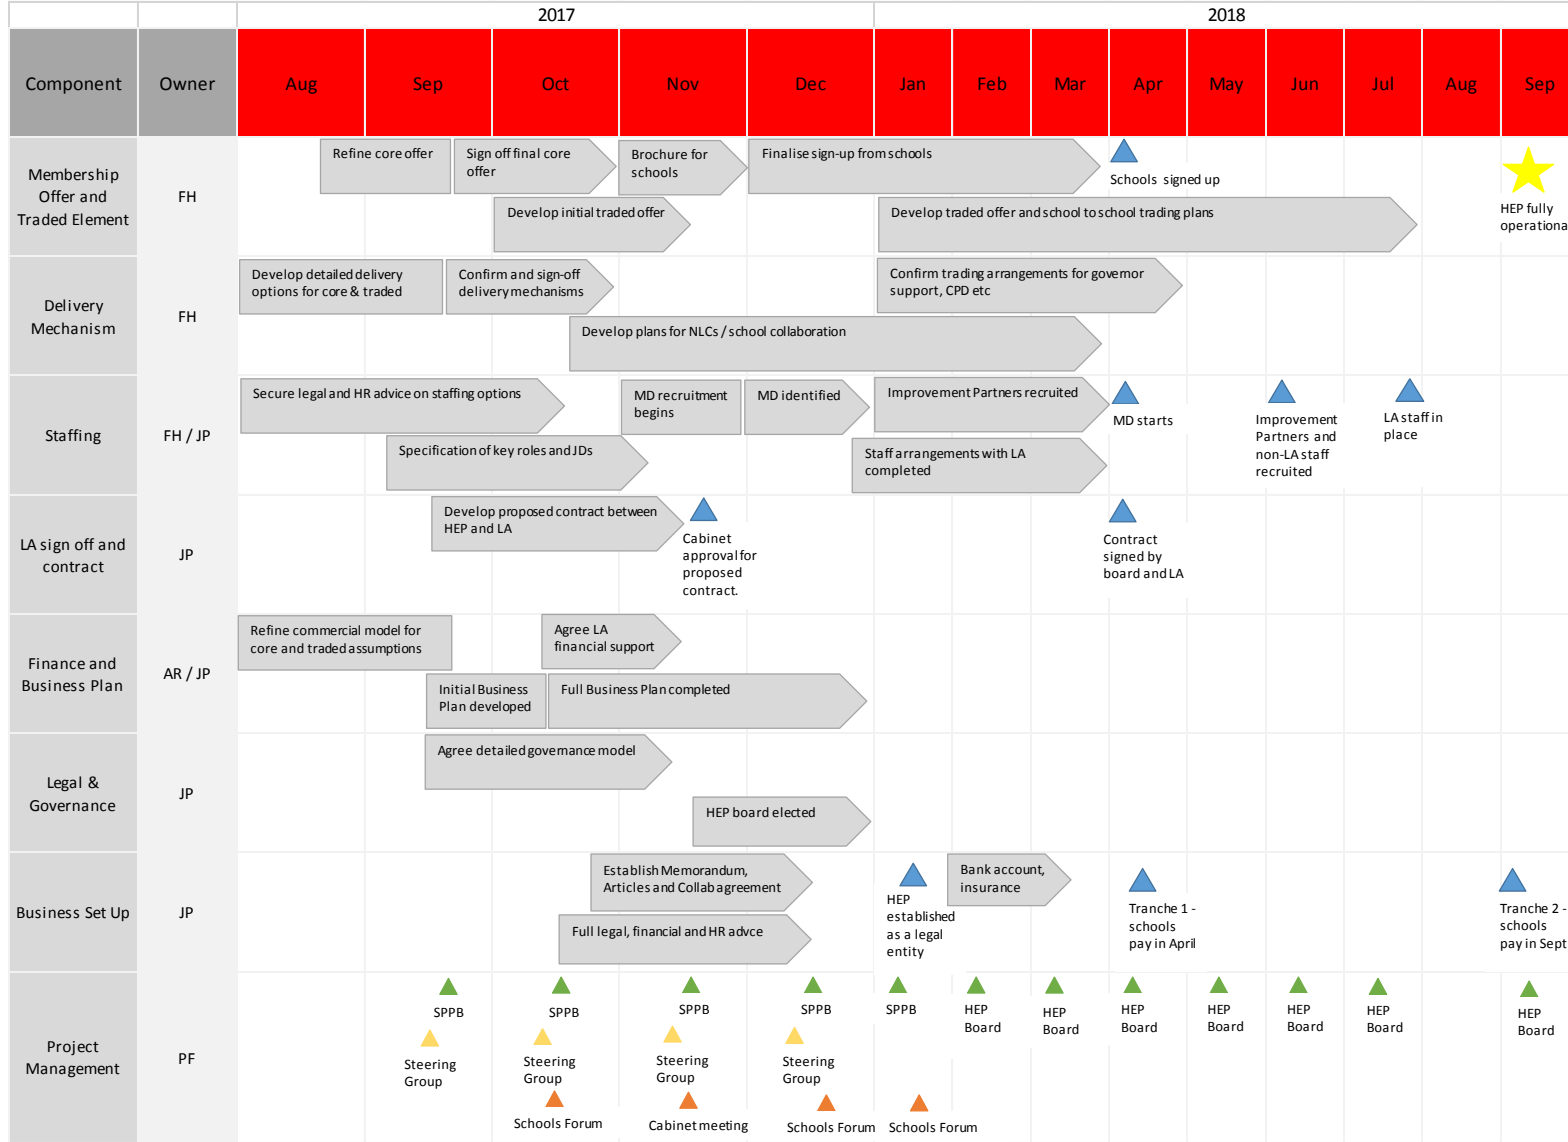 2017
2018
Component
Owner
Aug
Sep
Oct
Nov
Dec
Jan
Feb
Mar
Apr
May
Jun
Jul
Aug
Sep
Membership
Offer and
Traded Element
FH
Refine core offer
Sign off final core
offer
Brochure for
schools
Finalise sign-up from schools
Schools signed up
HEP fully
operationa
Develop initial traded offer
Develop traded offer and school to school trading plans
Delivery
Mechanism
FH
Develop detailed delivery
options for core & traded
Confirm and sign-off
delivery mechanisms
Confirm trading arrangements for governor
support, CPD etc
Develop plans for NLCs / school collaboration
Staffing
FH / JP
Secure legal and HR advice on staffing options
MD recruitment
begins
MD identified
Improvement Partners recruited
MD starts
Improvement
Partners and
non-LA staff
recruited
LA staff in
place
Specification of key roles and JDs
Staff arrangements with LA
completed
LA sign off and
contract
JP
Develop proposed contract between
HEP and LA
Cabinet
approval for
proposed
contract.
Contract
signed by
board and LA
Finance and
Business Plan
AR / JP
Refine commercial model for
core and traded assumptions
Agree LA
financial support
Initial Business
Plan developed
Full Business Plan completed
Legal &
Governance
JP
Agree detailed governance model
HEP board elected
Business Set Up
JP
Establish Memorandum,
Articles and Collab agreement
HEP
established
as a legal
entity
Bank account,
insurance
Tranche 1 -
schools
pay in April
Tranche 2 -
schools
pay in Sept
Full legal, financial and HR advce
Project
Management
PF
SPPB
SPPB
SPPB
SPPB
SPPB
HEP
Board
HEP
Board
HEP
Board
HEP
Board
HEP
Board
HEP
Board
HEP
Board
Steering
Group
Steering
Group
Steering
Group
Steering
Group
Schools Forum
Cabinet meeting
Schools Forum
Schools Forum